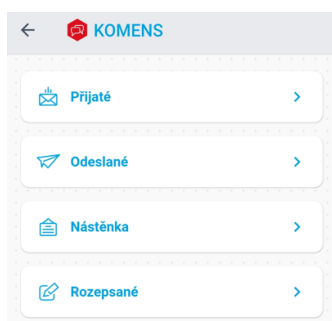 KOMENS
Přijaté
Odeslané
Nástěnka
Rozepsané